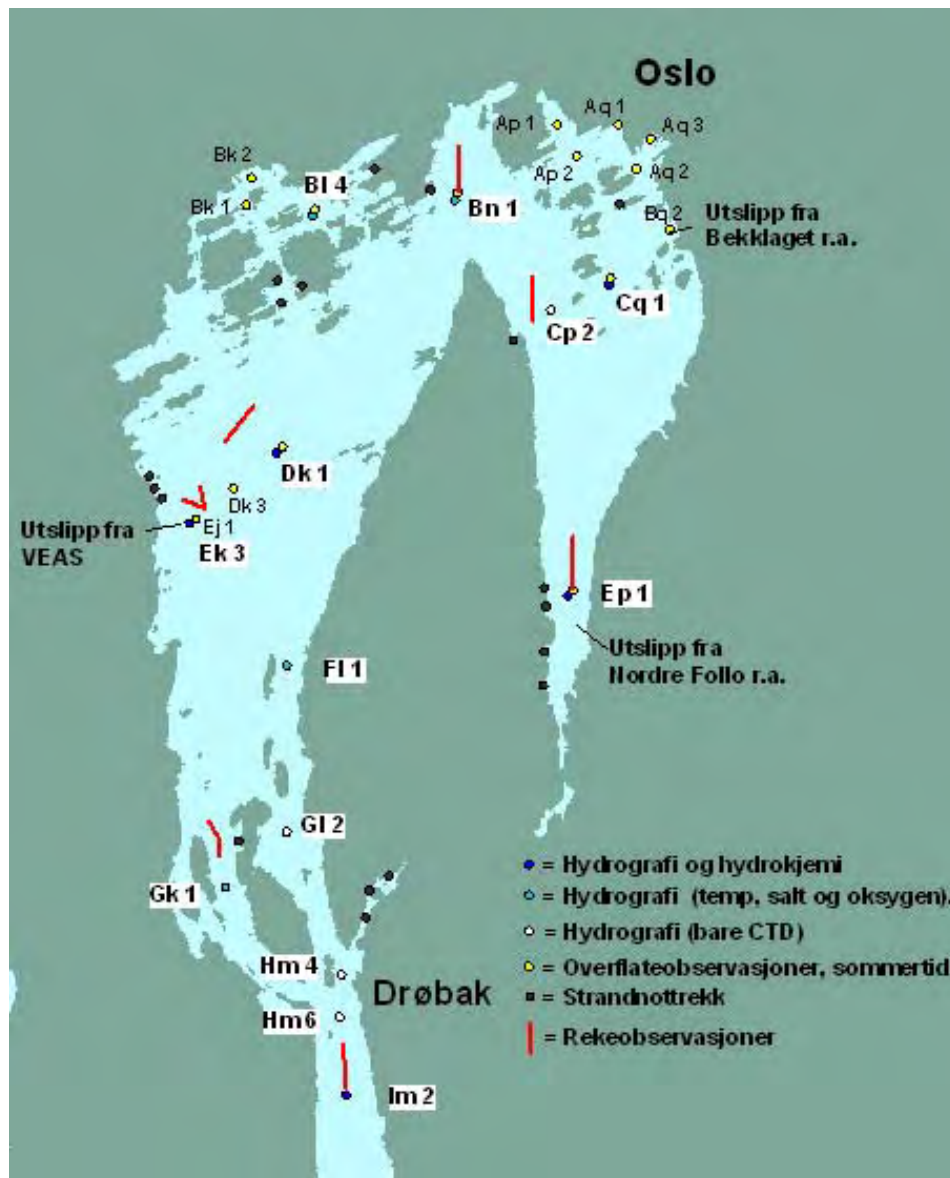 Oslo
Ap 1
Aq 1
Aq 3
Bk 2
Ap 2
Aq 2
Bl 4
Bk 1
Bn 1
Bq 2
Utslipp fra
Bekklaget r.a.
Cq 1
Cp 2
Dk 1
Dk 3
Utslipp fra
VEAS
Ej 1
Ek 3
Ep 1
Fl 1
Utslipp fra
Nordre Follo r.a.
Gl 2
Gk 1
Hm 4
Drøbak
Hm 6
Im 2
= Hydrografi og hydrokjemi
= Hydrografi (temp, salt og oksygen).
= Hydrografi (bare CTD)
= Overflateobservasjoner, sommertid
= Strandnottrekk
= Rekeobservasjoner